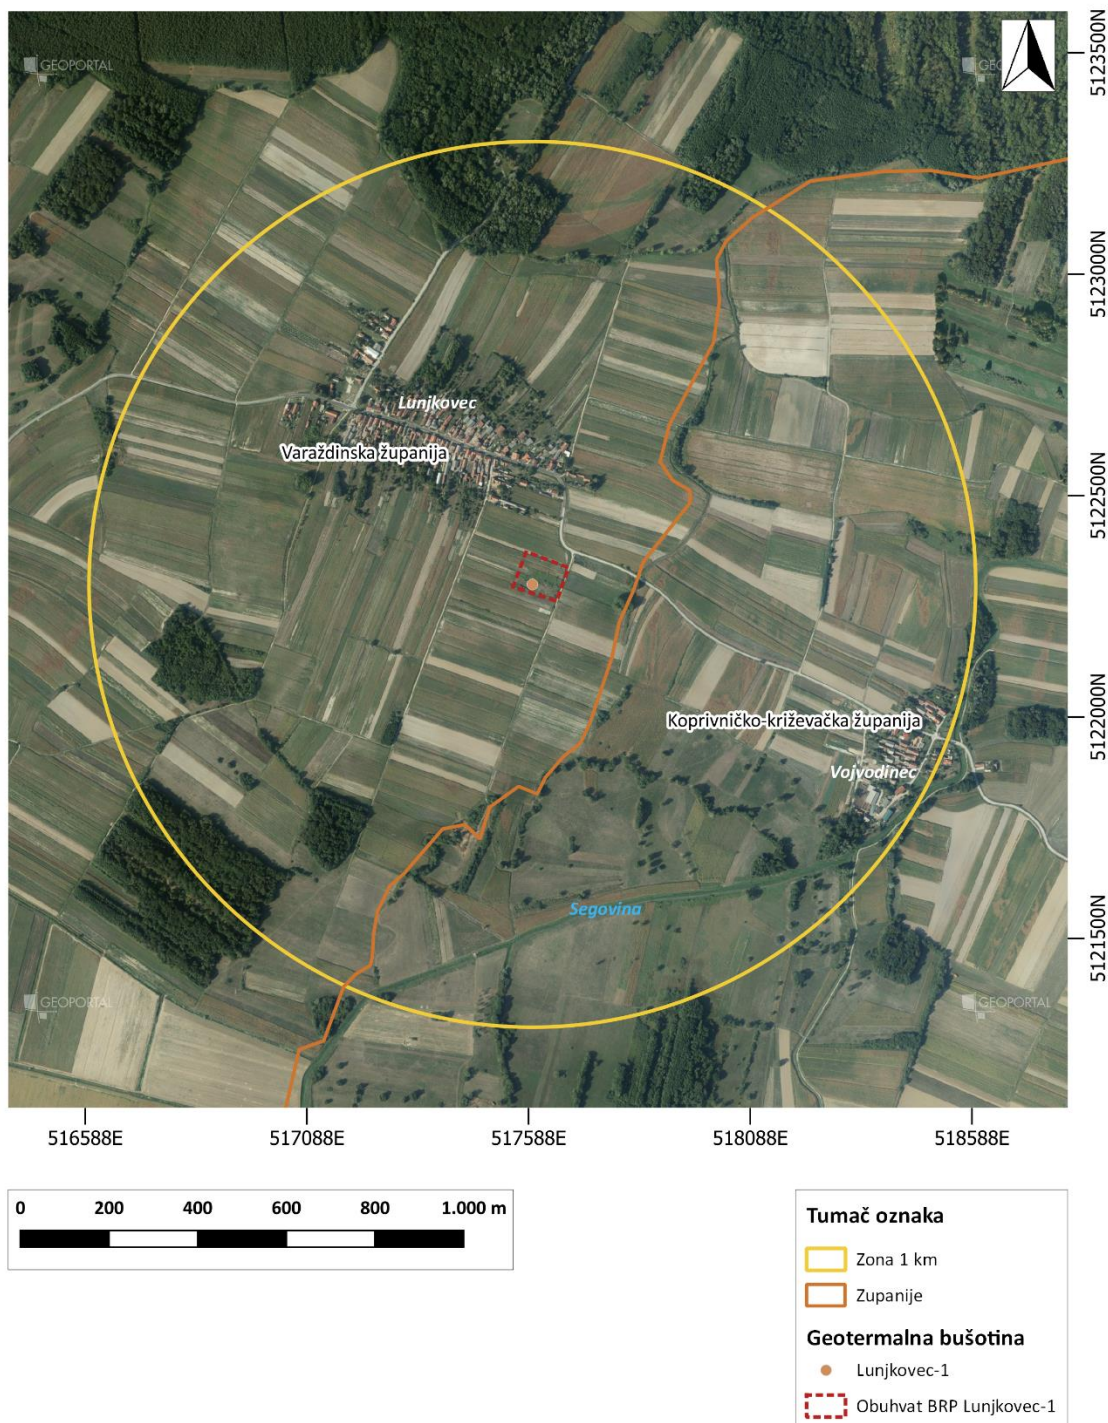 GEOPORTAL
GEO
5123500N
5123000N
Lunjkovec
Varaždinska županija
5122500N
Koprivničko-križevačka županija
5122000N
Vojvodinec
Segovina
5121500N
GEOPORTAL
GEOPORTAL
516588E
517088E
517588E
518088E
518588E
0 200 400 600 800 1.000 m
Tumač oznaka
Zona 1 km
Zupanije
Geotermalna bušotina
Lunjkovec-1
Obuhvat BRP Lunjkovec-1